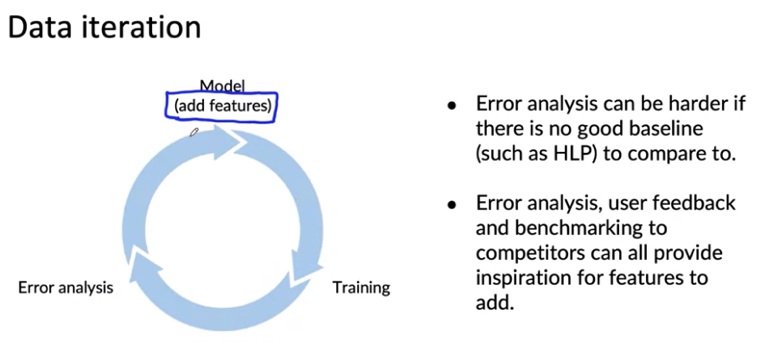 Data iteration
Model
(add features)
Error analysis
Training
● Error analysis can be harder if
there is no good baseline
(such as HLP) to compare to.
● Error analysis, user feedback
and benchmarking to
competitors can all provide
inspiration for features to
add.